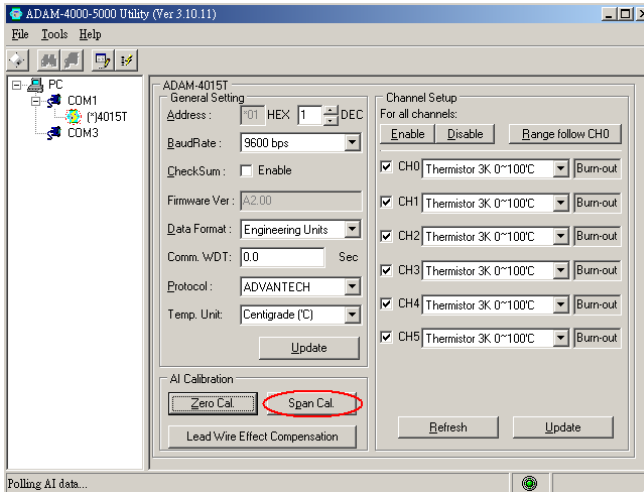 ADAM-4000-5000 Utility (Ver 3.10.11)
File Tools Help
PC
COM1
(*)4015T
COM3
ADAM-4015T
General Setting
Address : *01 HEX 1 DEC
BaudRate : 9600 bps
CheckSum : Enable
Firmware Ver : A2.00
Data Format : Engineering Units
Comm. WDT: 0.0 Sec
Protocol : ADVANTECH
Temp. Unit: Centigrade ('C)
Update
AI Calibration
Zero Cal. Span Cal.
Lead Wire Effect Compensation
Channel Setup
For all channels:
Enable Disable Range follow CH0
CH0 Thermistor 3K 0~100'C Burn-out
CH1 Thermistor 3K 0~100'C Burn-out
CH2 Thermistor 3K 0~100'C Burn-out
CH3 Thermistor 3K 0~100'C Burn-out
CH4 Thermistor 3K 0~100'C Burn-out
CH5 Thermistor 3K 0~100'C Burn-out
Refresh Update
Polling AI data...